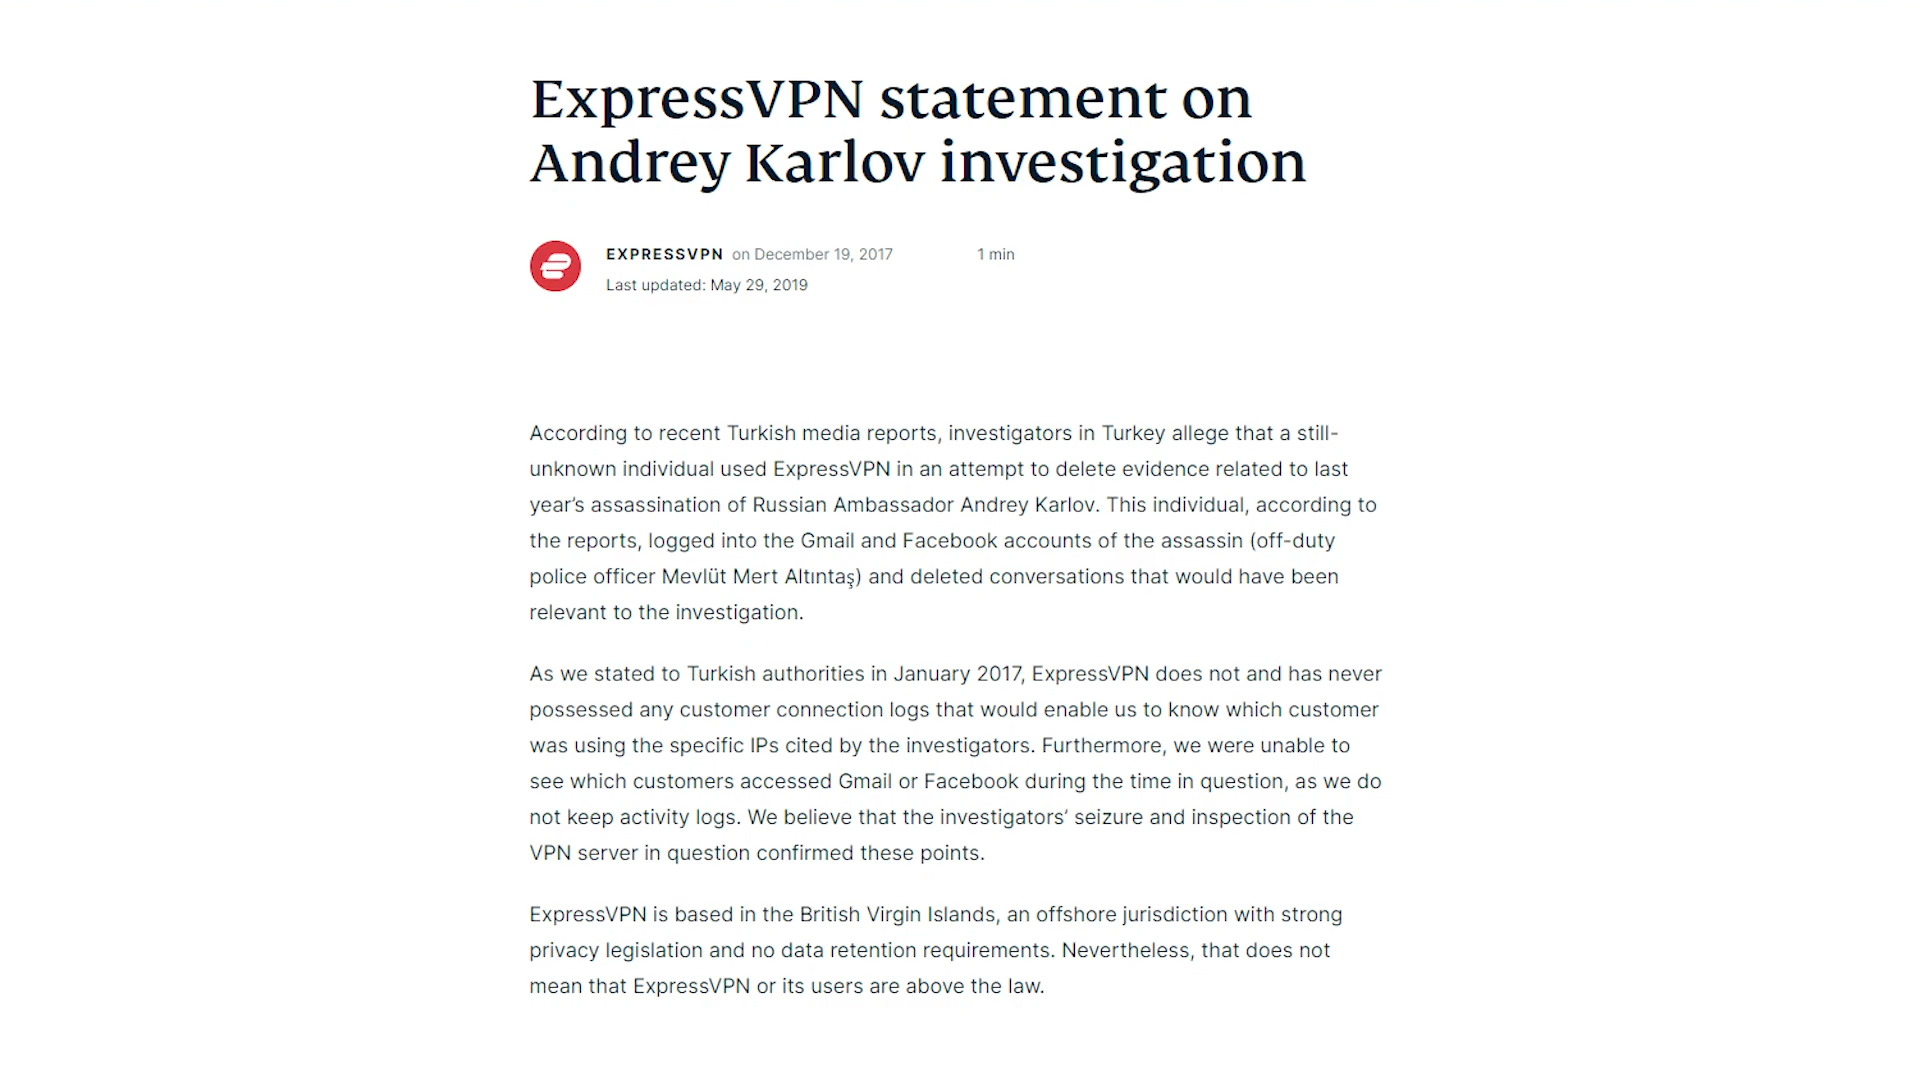 ExpressVPN statement on
Andrey Karlov investigation
EXPRESSVPN on December 19, 2017 1 min
Last updated: May 29, 2019
According to recent Turkish media reports, investigators in Turkey allege that a still-
unknown individual used ExpressVPN in an attempt to delete evidence related to last
year’s assassination of Russian Ambassador Andrey Karlov. This individual, according to
the reports, logged into the Gmail and Facebook accounts of the assassin (off-duty
police officer Mevlüt Mert Altıntaş) and deleted conversations that would have been
relevant to the investigation.
As we stated to Turkish authorities in January 2017, ExpressVPN does not and has never
possessed any customer connection logs that would enable us to know which customer
was using the specific IPs cited by the investigators. Furthermore, we were unable to
see which customers accessed Gmail or Facebook during the time in question, as we do
not keep activity logs. We believe that the investigators’ seizure and inspection of the
VPN server in question confirmed these points.
ExpressVPN is based in the British Virgin Islands, an offshore jurisdiction with strong
privacy legislation and no data retention requirements. Nevertheless, that does not
mean that ExpressVPN or its users are above the law.